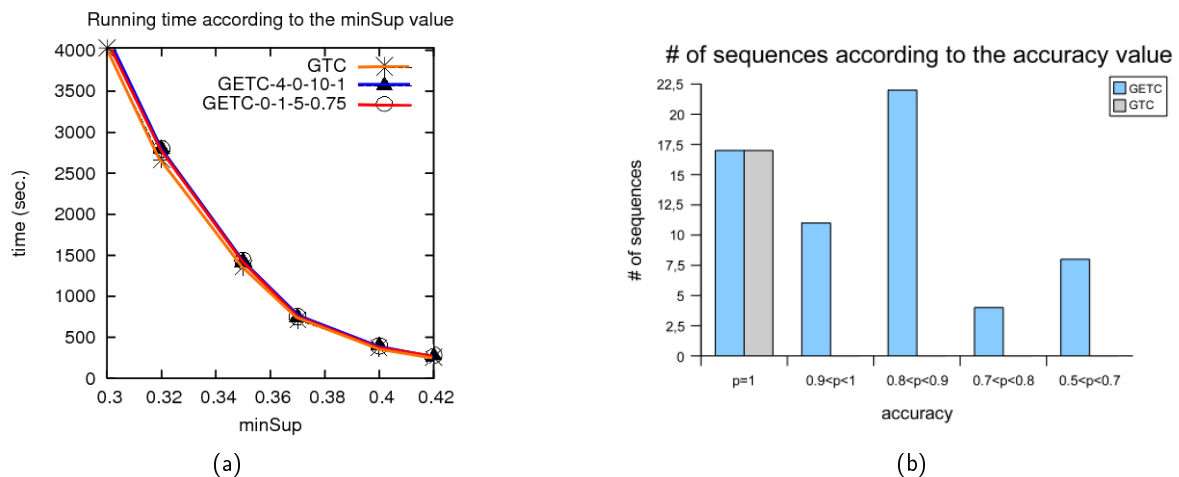 Running time according to the minSup value
4000
3500
3000
2500
2000
1500
1000
500
0
time (sec.)
GTC
GETC-4-0-10-1
GETC-0-1-5-0.75
0.3 0.32 0.34 0.36 0.38 0.4 0.42
minSup
(a)
# of sequences according to the accuracy value
22,5
20
17,5
15
12,5
10
7,5
5
2,5
0
# of sequences
GETC
GTC
p=1 0.9<p<1 0.8<p<0.9 0.7<p<0.8 0.5<p<0.7
accuracy
(b)